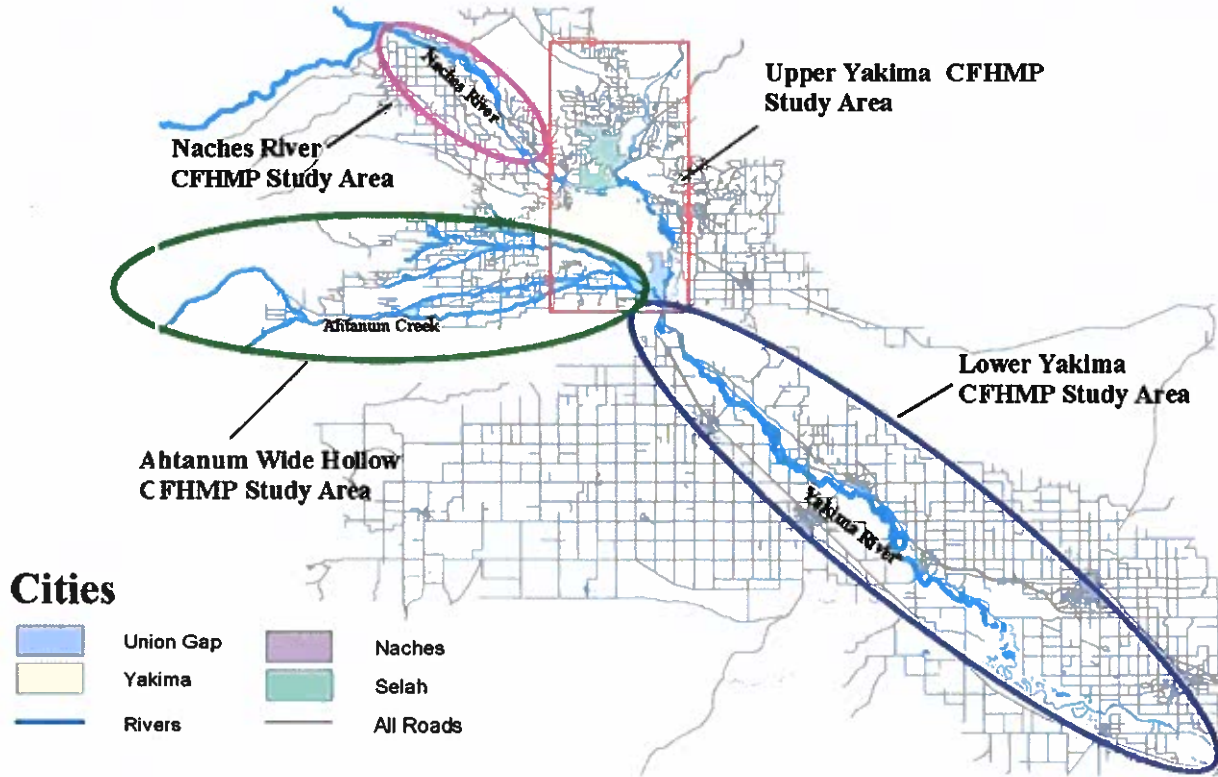 Naches River
Upper Yakima CFHMP
Study Area
Naches River
CFHMP Study Area
Ahtanum Creek
Lower Yakima
CFHMP Study Area
Ahtanum Wide Hollow
CFHMP Study Area
Yakima River
Cities
Union Gap
Naches
Yakima
Selah
Rivers
All Roads